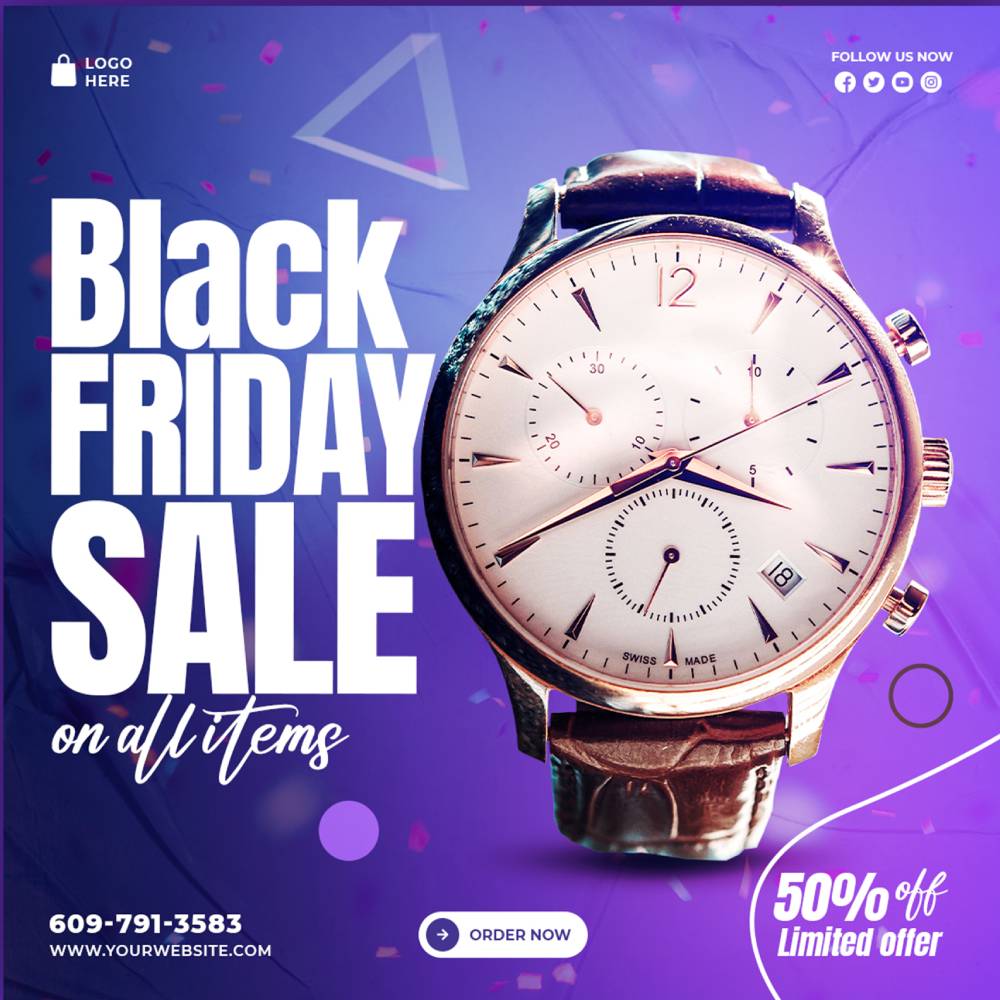 LOGO
HERE
FOLLOW US NOW
Black
FRIDAY
SALE
on all items
12
30
20
10
10
5
18
SWISS MADE
609-791-3583
WWW.YOURWEBSITE.COM
ORDER NOW
50% off
Limited offer